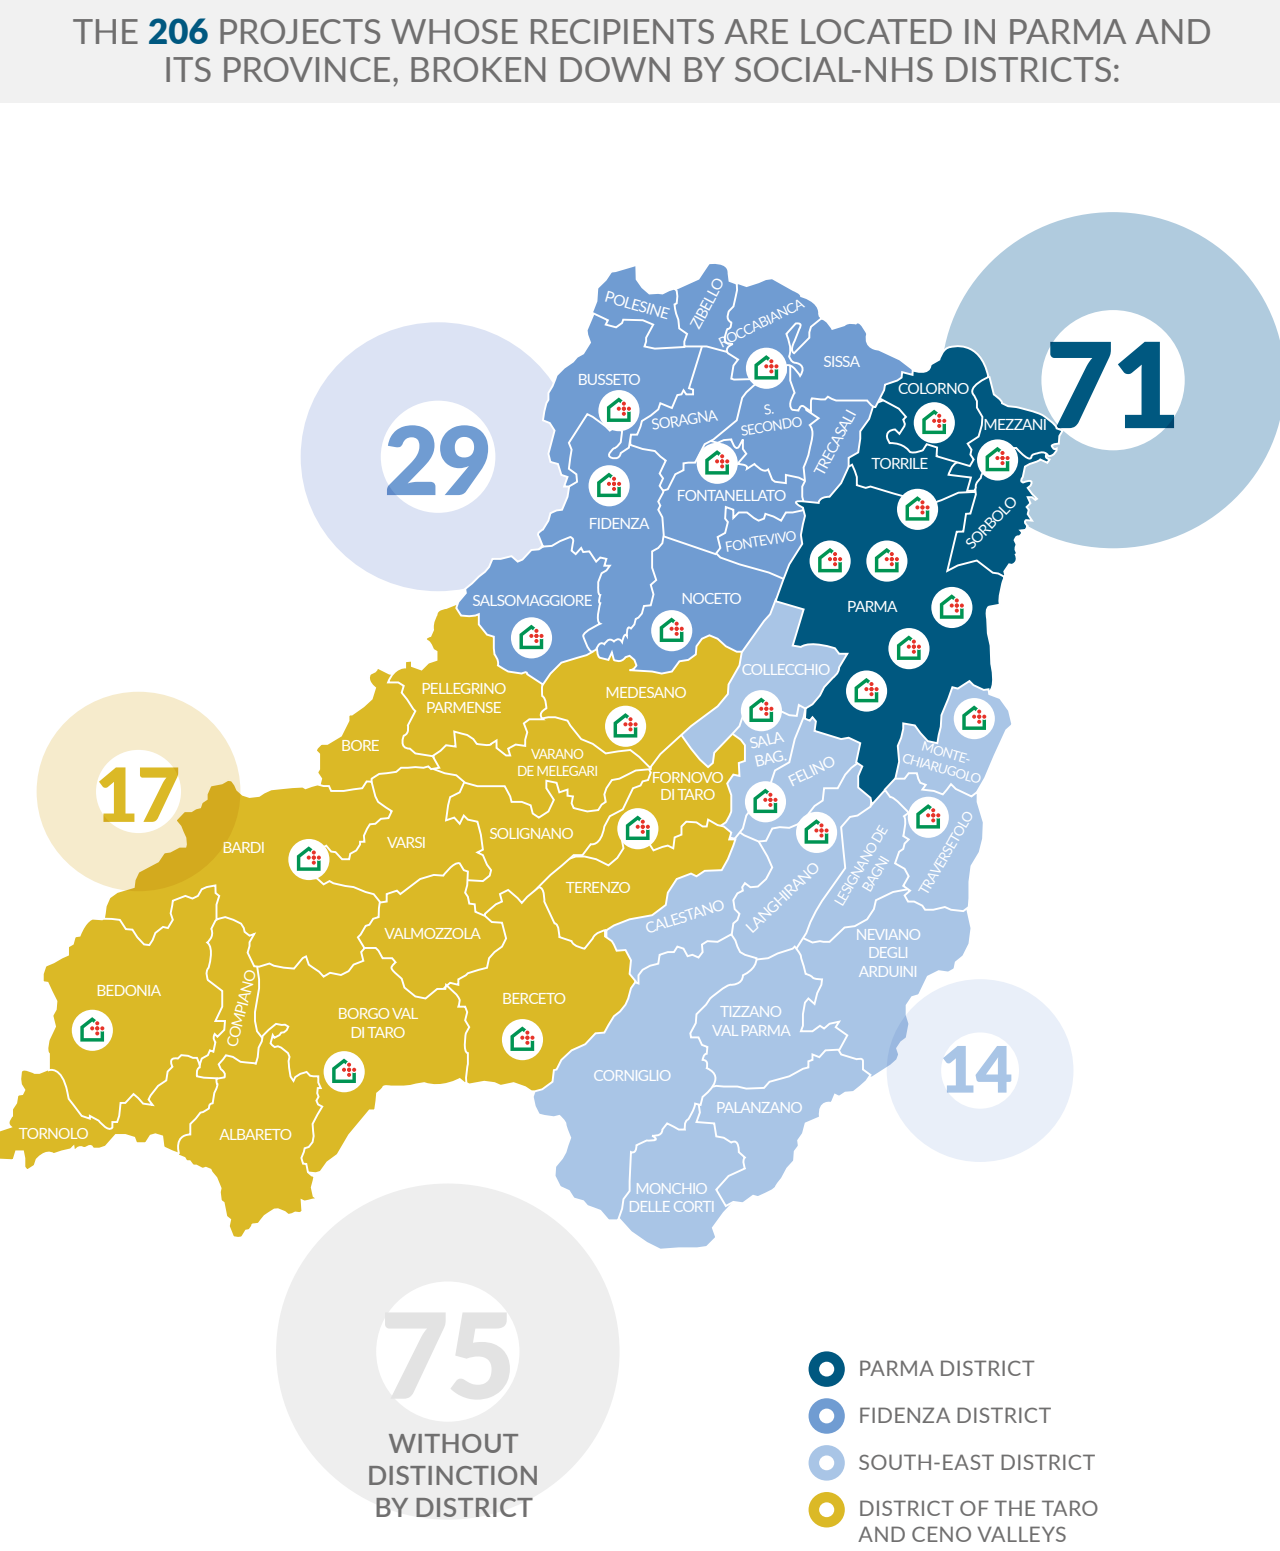 THE 206 PROJECTS WHOSE RECIPIENTS ARE LOCATED IN PARMA AND
ITS PROVINCE, BROKEN DOWN BY SOCIAL-NHS DISTRICTS:
POLESINE
ZIBELLO
ROCCABIANCA
SISSA
BUSSETO
71
COLORNO
MEZZANI
29
SORAGNA
S.
SECONDO
TRECASALI
TORRILE
FONTANELLATO
FIDENZA
FONTEVIVO
SORBOLO
SALSOMAGGIORE
NOCETO
PARMA
COLLECCHIO
PELLEGRINO
PARMENSE
MEDESANO
BORE
VARANO
DE MELEGARI
SALA
BAG.
FELINO
MONTE-
CHIARUGOLO
FORNOVO
DI TARO
17
BARDI
VARSI
SOLIGNANO
LESIGNANO DE
BAGNI
TRAVERSETOLO
TERENZO
LANGHIRANO
CALESTANO
VALMOZZOLA
NEVIANO
DEGLI
ARDUINI
BEDONIA
COMPIANO
BERCETO
BORGO VAL
DI TARO
TIZZANO
VAL PARMA
14
CORNIGLIO
PALANZANO
TORNOLO
ALBARETO
MONCHIO
DELLE CORTI
75
WITHOUT
DISTINCTION
BY DISTRICT
PARMA DISTRICT
FIDENZA DISTRICT
SOUTH-EAST DISTRICT
DISTRICT OF THE TARO
AND CENO VALLEYS